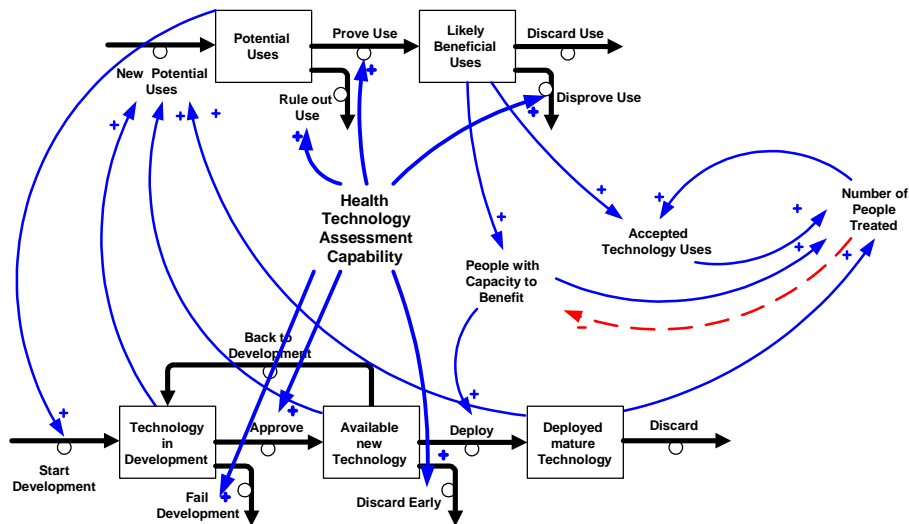 Potential
Uses
Prove Use
Likely
Beneficial
Uses
Discard Use
New Potential
Uses
+
Rule out
Use
+
Disprove Use
+
+
+
+
+
+
Health
Technology
Assessment
Capability
+
+
Accepted
Technology Uses
Number of
People
Treated
+
+
+
+
+
People with
Capacity to
Benefit
-
Back to
Development
+
Start
Development
Technology
in
Development
Approve
+
Available
new
Technology
Deploy
+
+
Deployed
mature
Technology
Discard
Fail
Development
+
Discard Early